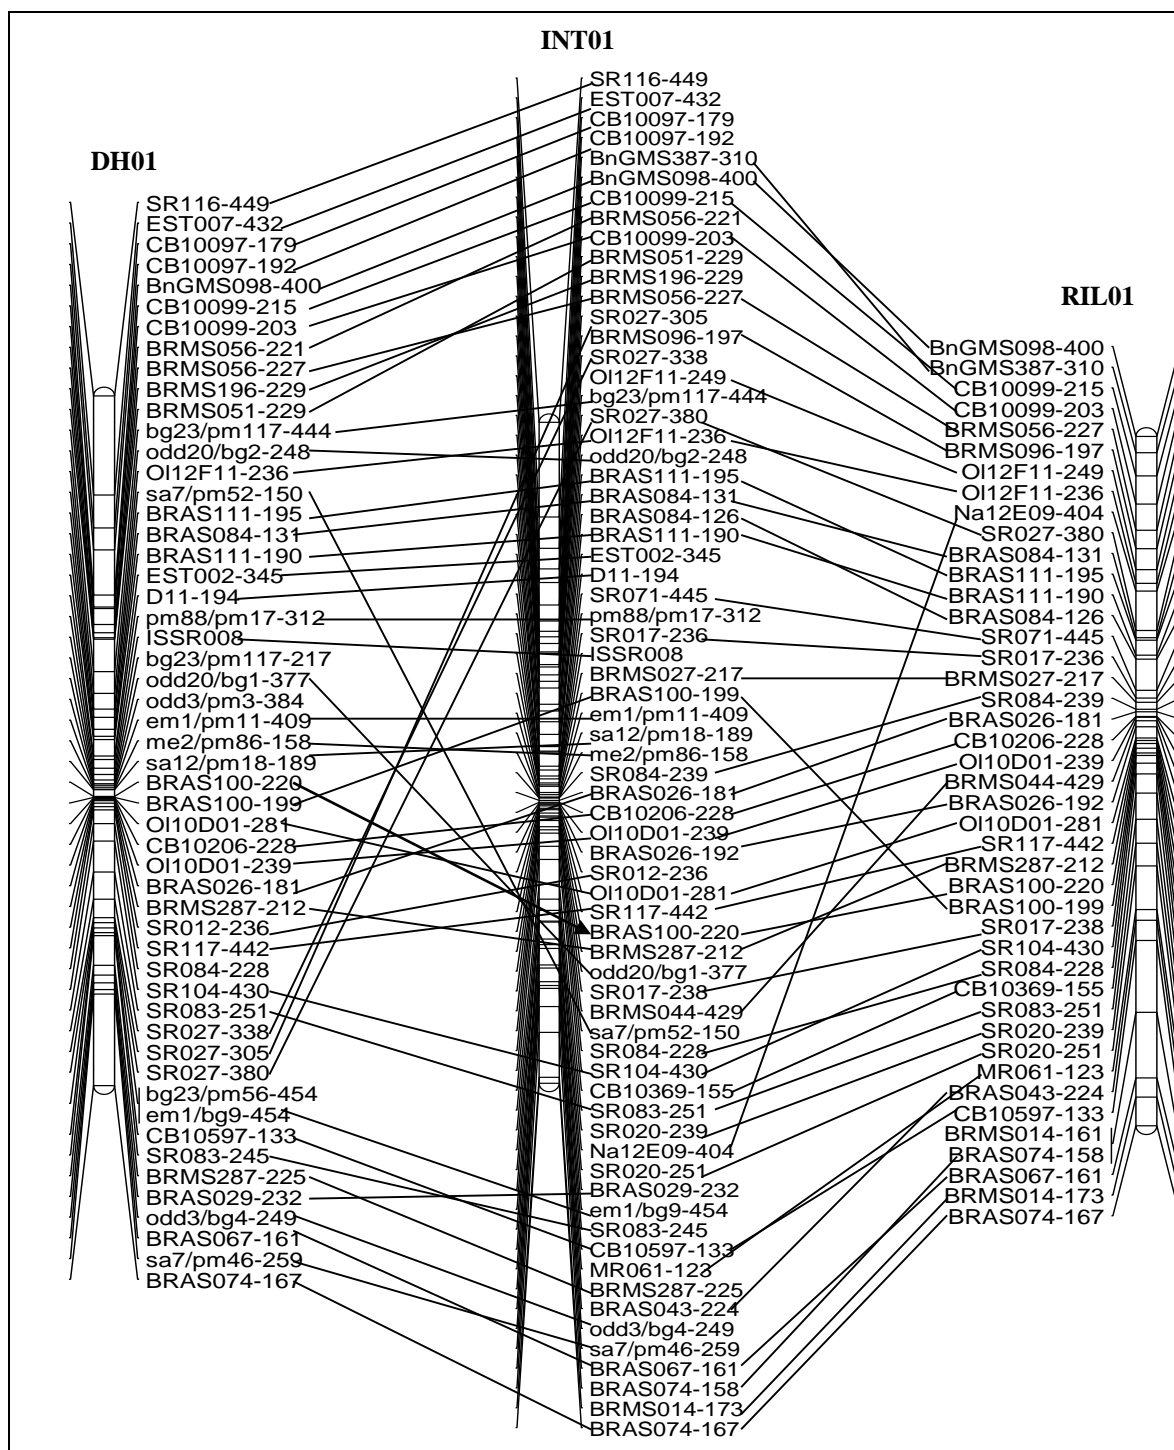 INT01
SR116-449
EST007-432
CB10097-179
CB10097-192
BnGMS387-310
BnGMS098-400
CB10099-215
BRMS056-221
CB10099-203
BRMS051-229
BRMS196-229
BRMS056-227
SR027-305
BRMS096-197
SR027-338
OI12F11-249
bg23/pm117-444
SR027-380
OI12F11-236
odd20/bg2-248
BRAS111-195
BRAS084-131
BRAS084-126
BRAS111-190
EST002-345
D11-194
SR071-445
pm88/pm17-312
SR017-236
ISSR008
BRMS027-217
BRAS100-199
em1/pm11-409
sa12/pm18-189
me2/pm86-158
SR084-239
BRAS026-181
CB10206-228
OI10D01-239
BRAS026-192
SR012-236
OI10D01-281
SR117-442
BRAS100-220
BRMS287-212
odd20/bg1-377
SR017-238
BRMS044-429
sa7/pm52-150
SR084-228
SR104-430
CB10369-155
SR083-251
SR020-239
Na12E09-404
SR020-251
BRAS029-232
em1/bg9-454
SR083-245
CB10597-133
MR061-123
BRMS287-225
BRAS043-224
odd3/bg4-249
sa7/pm46-259
BRAS067-161
BRAS074-158
BRMS014-173
BRAS074-167
DH01
SR116-449
EST007-432
CB10097-179
CB10097-192
BnGMS098-400
CB10099-215
CB10099-203
BRMS056-221
BRMS056-227
BRMS196-229
BRMS051-229
bg23/pm117-444
odd20/bg2-248
OI12F11-236
sa7/pm52-150
BRAS111-195
BRAS084-131
BRAS111-190
EST002-345
D11-194
pm88/pm17-312
ISSR008
bg23/pm117-217
odd20/bg1-377
odd3/pm3-384
em1/pm11-409
me2/pm86-158
sa12/pm18-189
BRAS100-220
BRAS100-199
OI10D01-281
CB10206-228
OI10D01-239
BRAS026-181
BRMS287-212
SR012-236
SR117-442
SR084-228
SR104-430
SR083-251
SR027-338
SR027-305
SR027-380
bg23/pm56-454
em1/bg9-454
CB10597-133
SR083-245
BRMS287-225
BRAS029-232
odd3/bg4-249
BRAS067-161
sa7/pm46-259
BRAS074-167
RIL01
BnGMS098-400
BnGMS387-310
CB10099-215
CB10099-203
BRMS056-227
BRMS096-197
OI12F11-249
OI12F11-236
Na12E09-404
SR027-380
BRAS084-131
BRAS111-195
BRAS111-190
BRAS084-126
SR071-445
SR017-236
BRMS027-217
SR084-239
BRAS026-181
CB10206-228
OI10D01-239
BRMS044-429
BRAS026-192
OI10D01-281
SR117-442
BRMS287-212
BRAS100-220
BRAS100-199
SR017-238
SR104-430
SR084-228
CB10369-155
SR083-251
SR020-239
SR020-251
MR061-123
BRAS043-224
CB10597-133
BRMS014-161
BRAS074-158
BRAS067-161
BRMS014-173
BRAS074-167